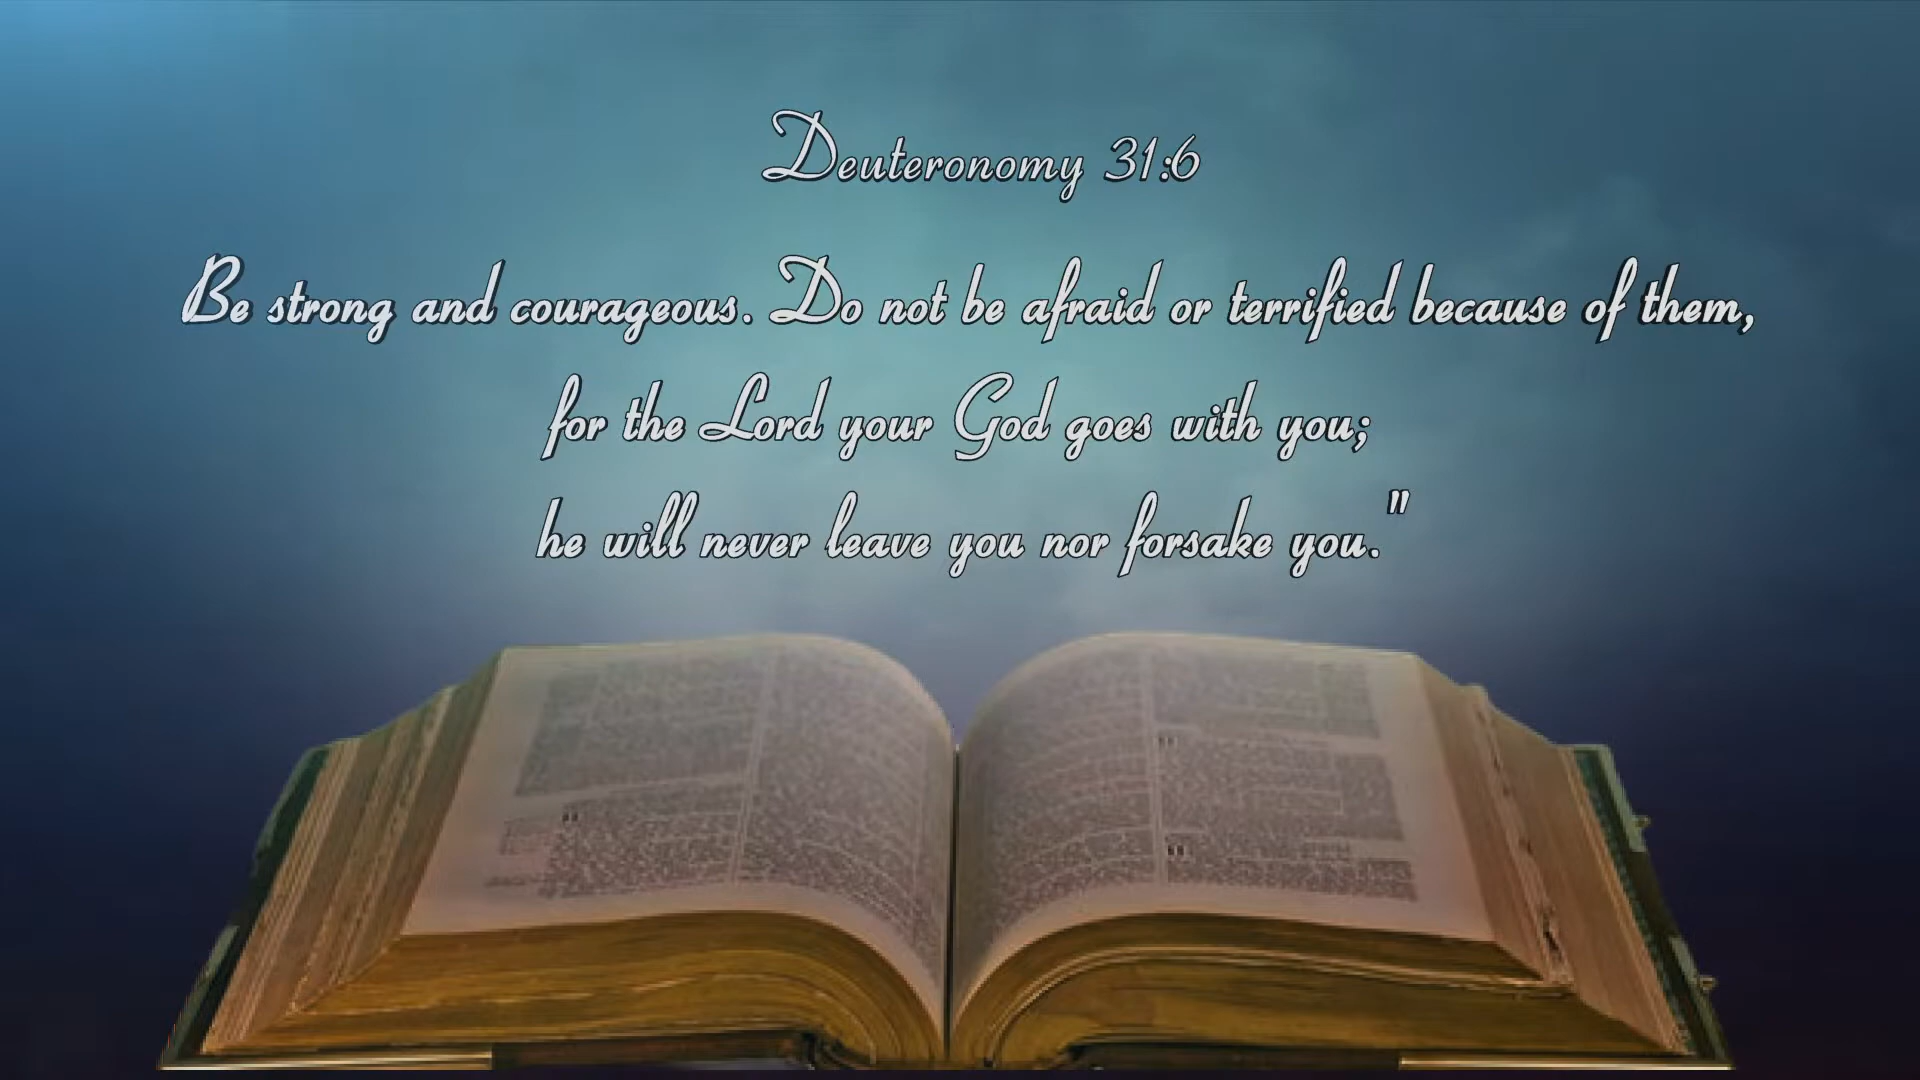 Deuteronomy 31:6
Be strong and courageous. Do not be afraid or terrified because of them,
for the Lord your God goes with you;
he will never leave you nor forsake you."